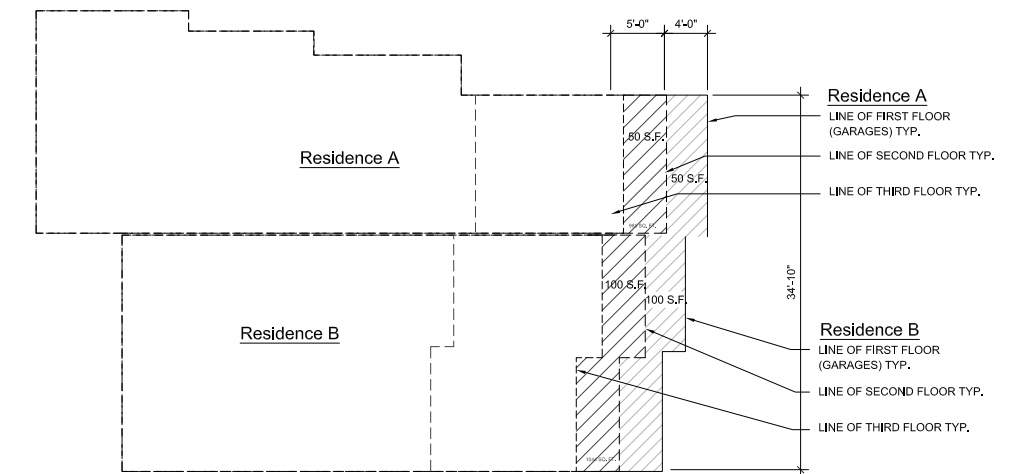 5'-0" 4'-0"
Residence A
LINE OF FIRST FLOOR
(GARAGES) TYP.
50 S.F.
Residence A
LINE OF SECOND FLOOR TYP.
50 S.F.
LINE OF THIRD FLOOR TYP.
34'-10"
100 S.F.
100 S.F.
Residence B
Residence B
LINE OF FIRST FLOOR
(GARAGES) TYP.
LINE OF SECOND FLOOR TYP.
LINE OF THIRD FLOOR TYP.